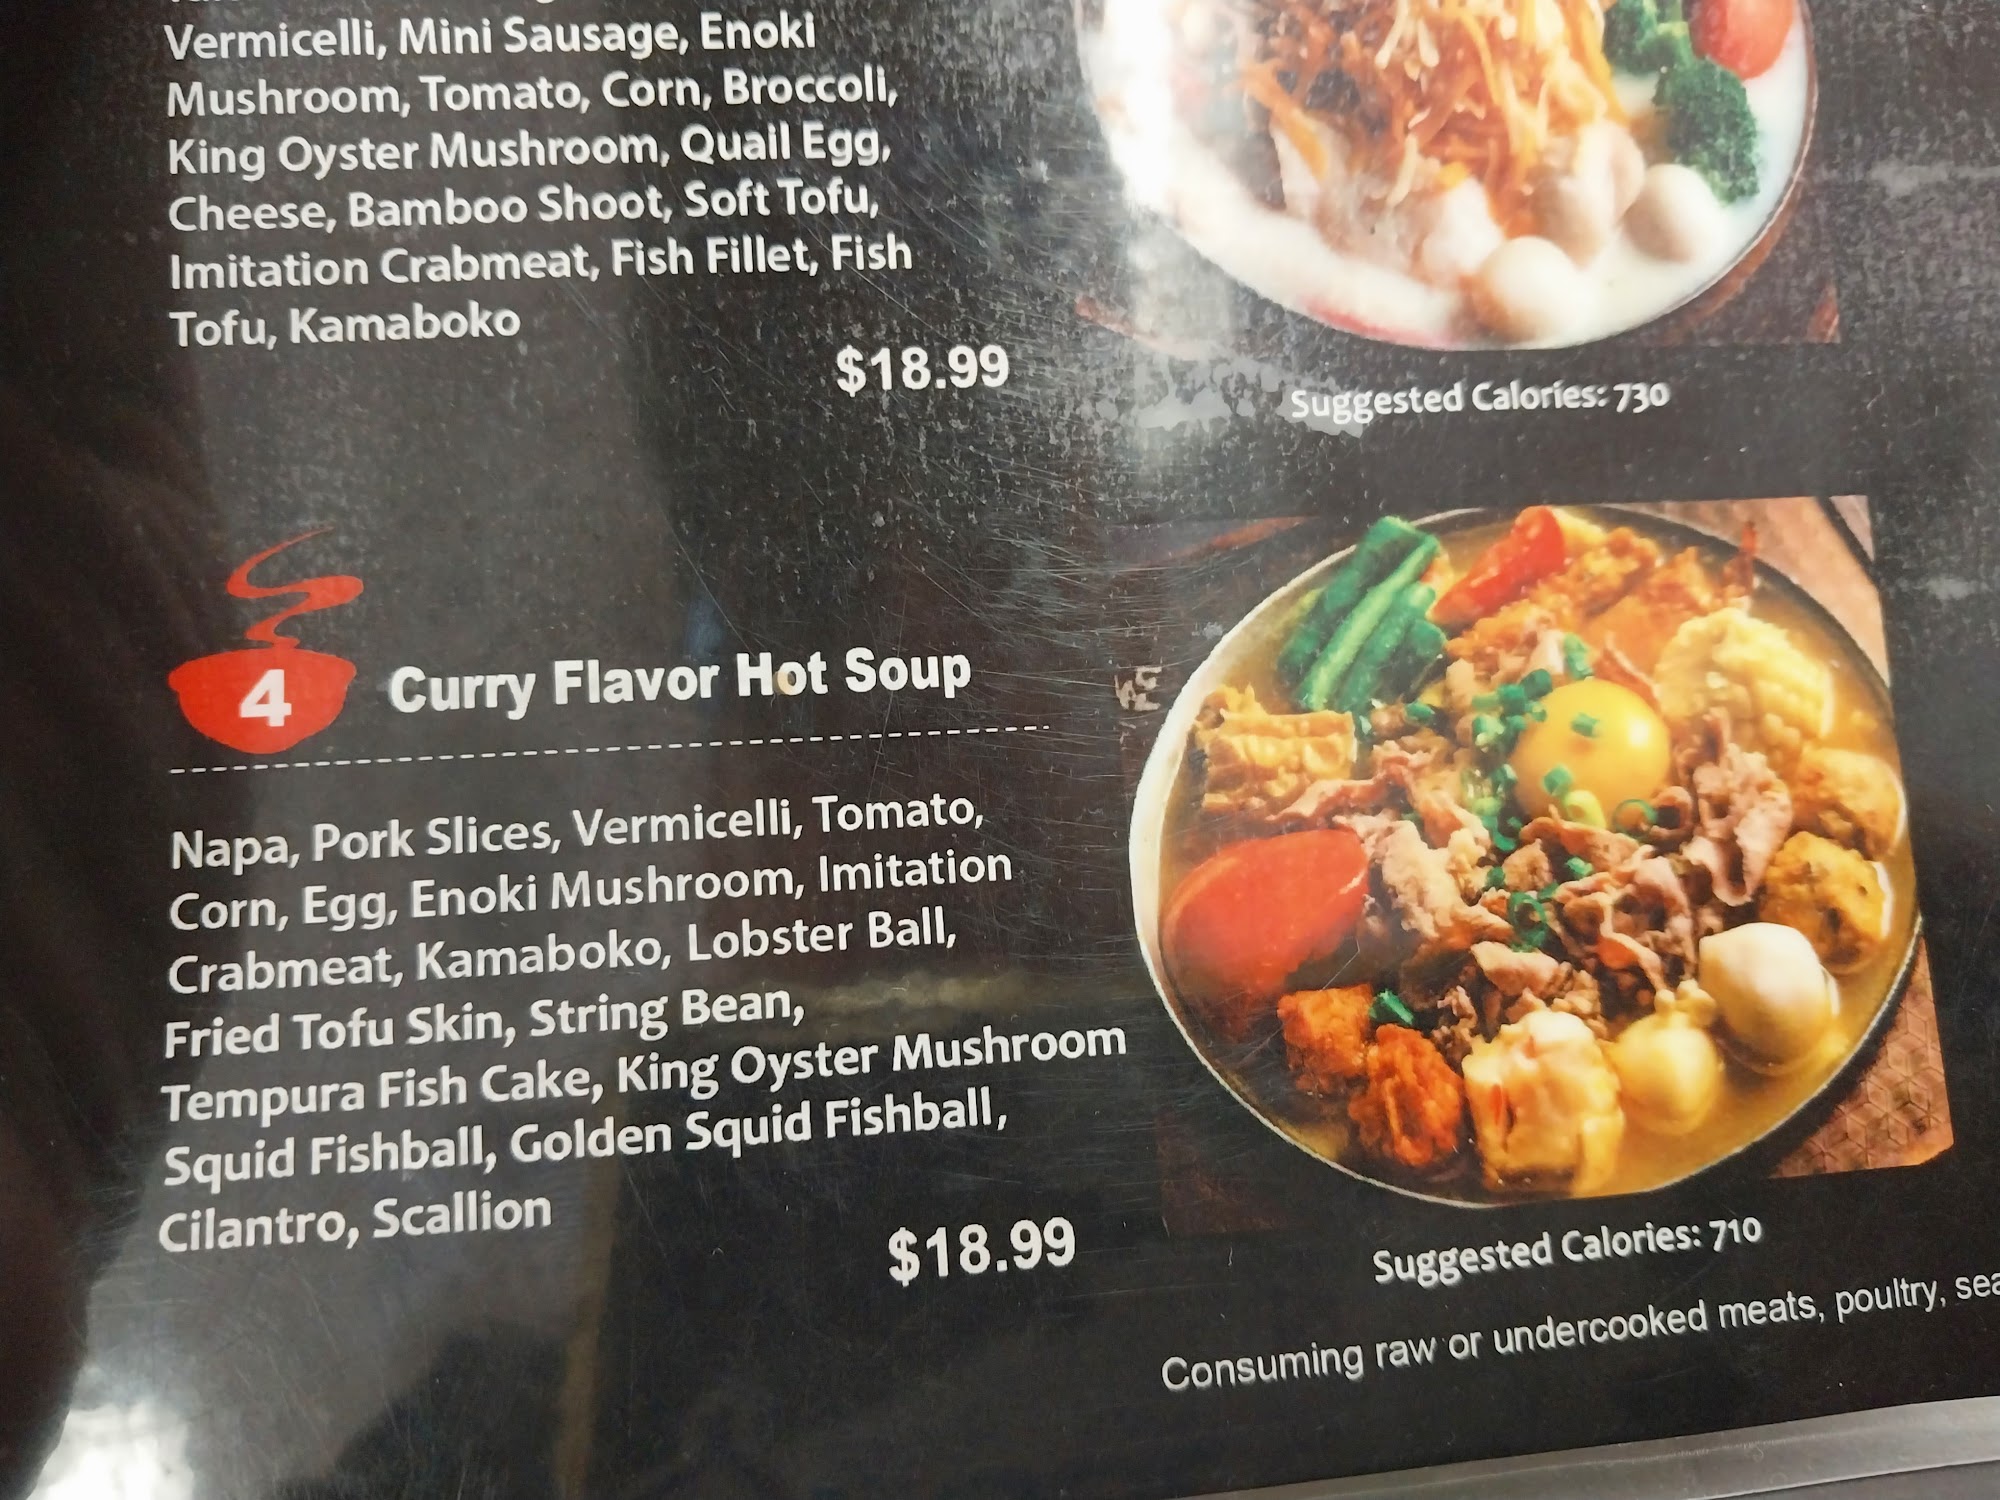 Vermicelli, Mini Sausage, Enoki
Mushroom, Tomato, Corn, Broccoli,
King Oyster Mushroom, Quail Egg,
Cheese, Bamboo Shoot, Soft Tofu,
Imitation Crabmeat, Fish Fillet, Fish
Tofu, Kamaboko
$18.99
Suggested Calories: 730
4 Curry Flavor Hot Soup
Napa, Pork Slices, Vermicelli, Tomato,
Corn, Egg, Enoki Mushroom, Imitation
Crabmeat, Kamaboko, Lobster Ball,
Fried Tofu Skin, String Bean,
Tempura Fish Cake, King Oyster Mushroom
Squid Fishball, Golden Squid Fishball,
Cilantro, Scallion
$18.99
Suggested Calories: 710
Consuming raw or undercooked meats, poultry,